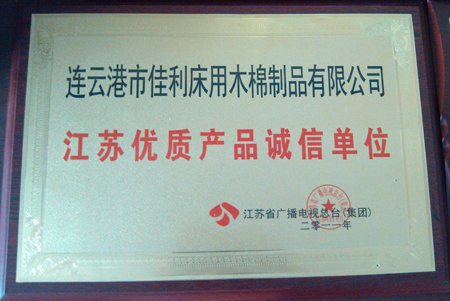 连云港市佳利床用木棉制品有限公司
江苏优质产品诚信单位
江苏省广播电视总台(集团)
二零一一年